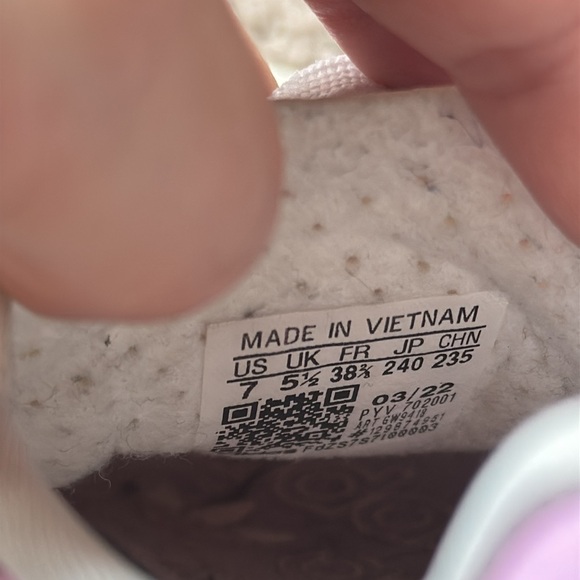 MADE IN VIETNAM
US UK FR JP CHN
7 5½ 38⅔ 240 235
03/22
PYV 702001